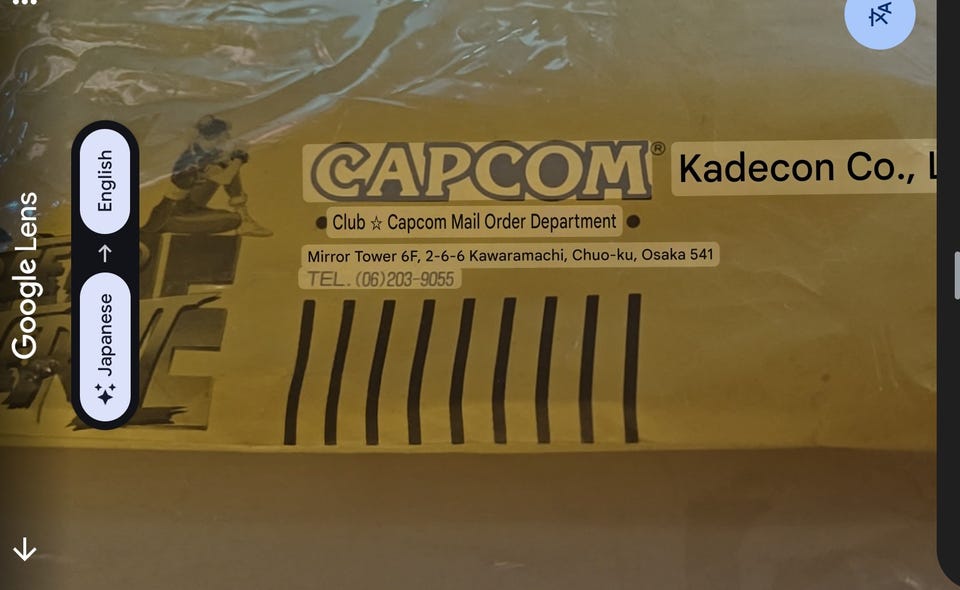 CAPCOM® Kadecon Co., L
● Club ☆ Capcom Mail Order Department ●
Mirror Tower 6F, 2-6-6 Kawaramachi, Chuo-ku, Osaka 541
TEL. (06)203-9055
Google Lens
Japanese → English